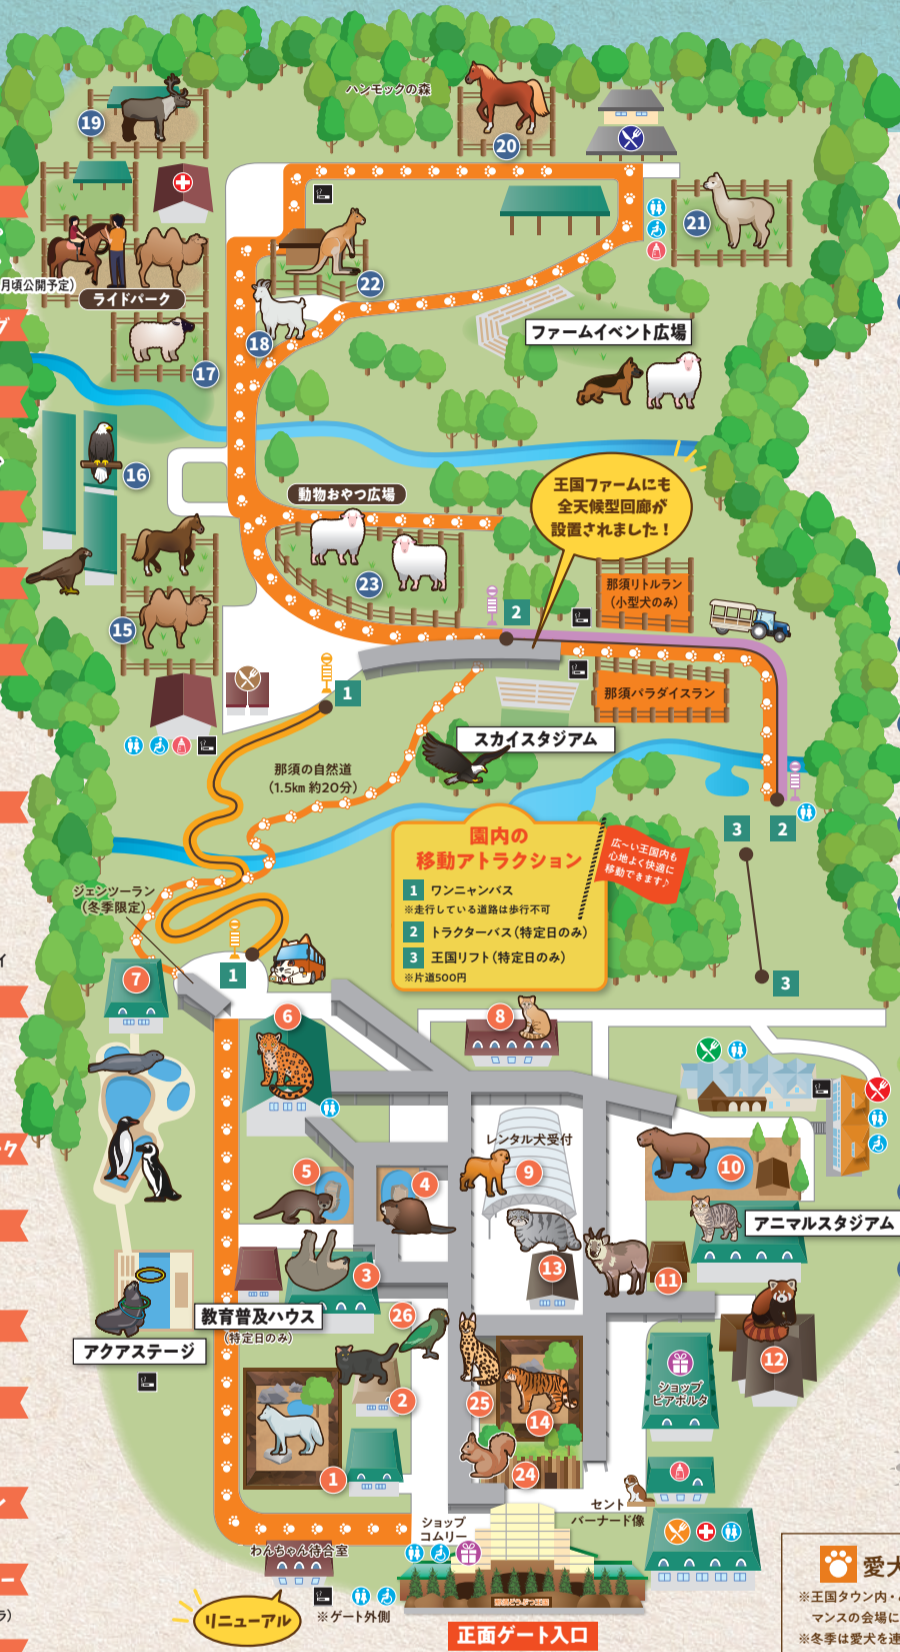 ハンモックの森
19
20
21
22
18
17
月頃公開予定)
ライドパーク
グ
ファームイベント広場
16
動物おやつ広場
王国ファームにも
全天候型回廊が
設置されました!
23
15
2
那須リトルラン
(小型犬のみ)
1
那須パラダイスラン
スカイスタジアム
那須の自然道
(1.5km 約20分)
園内の
移動アトラクション
1 ワンニャンバス
※走行している道路は歩行不可
2 トラクターバス(特定日のみ)
3 王国リフト(特定日のみ)
※片道500円
広〜い王国内も
心地よく快適に
移動できます♪
3
2
3
ジェンツーラン
(冬季限定)
イ
7
1
6
8
ク
5
4
レンタル犬受付
9
10
アニマルスタジアム
3
13
11
教育普及ハウス
(特定日のみ)
26
アクアステージ
12
2
25
14
ショップ
ピアポルタ
1
24
ン
セント
バーナード像
ショップ
コムリー
わんちゃん待合室
ー
リニューアル
※ゲート外側
ラ)
那須どうぶつ王国
正面ゲート入口
愛犬
※王国タウン内・
マンスの会場に
※冬季は愛犬を連